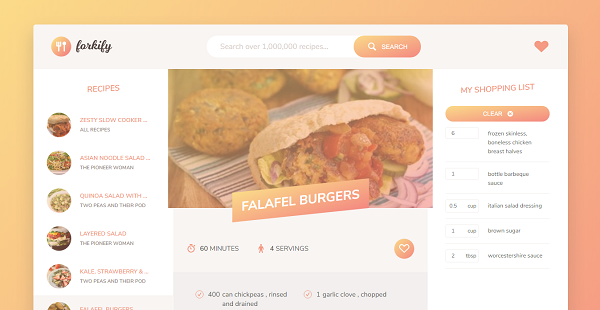 forkify
Search over 1,000,000 recipes...
SEARCH
RECIPES
ZESTY SLOW COOKER ...
ALL RECIPES
ASIAN NOODLE SALAD ...
THE PIONEER WOMAN
QUINOA SALAD WITH ...
TWO PEAS AND THEIR POD
LAYERED SALAD
THE PIONEER WOMAN
KALE, STRAWBERRY & ...
TWO PEAS AND THEIR POD
FALAFEL BURGERS
FALAFEL BURGERS
60 MINUTES
4 SERVINGS
400 can chickpeas , rinsed
and drained
1 garlic clove , chopped
MY SHOPPING LIST
CLEAR
6
frozen skinless,
boneless chicken
breast halves
1
bottle barbeque
sauce
0.5 cup
italian salad dressing
1 cup
brown sugar
2 tbsp
worcestershire sauce